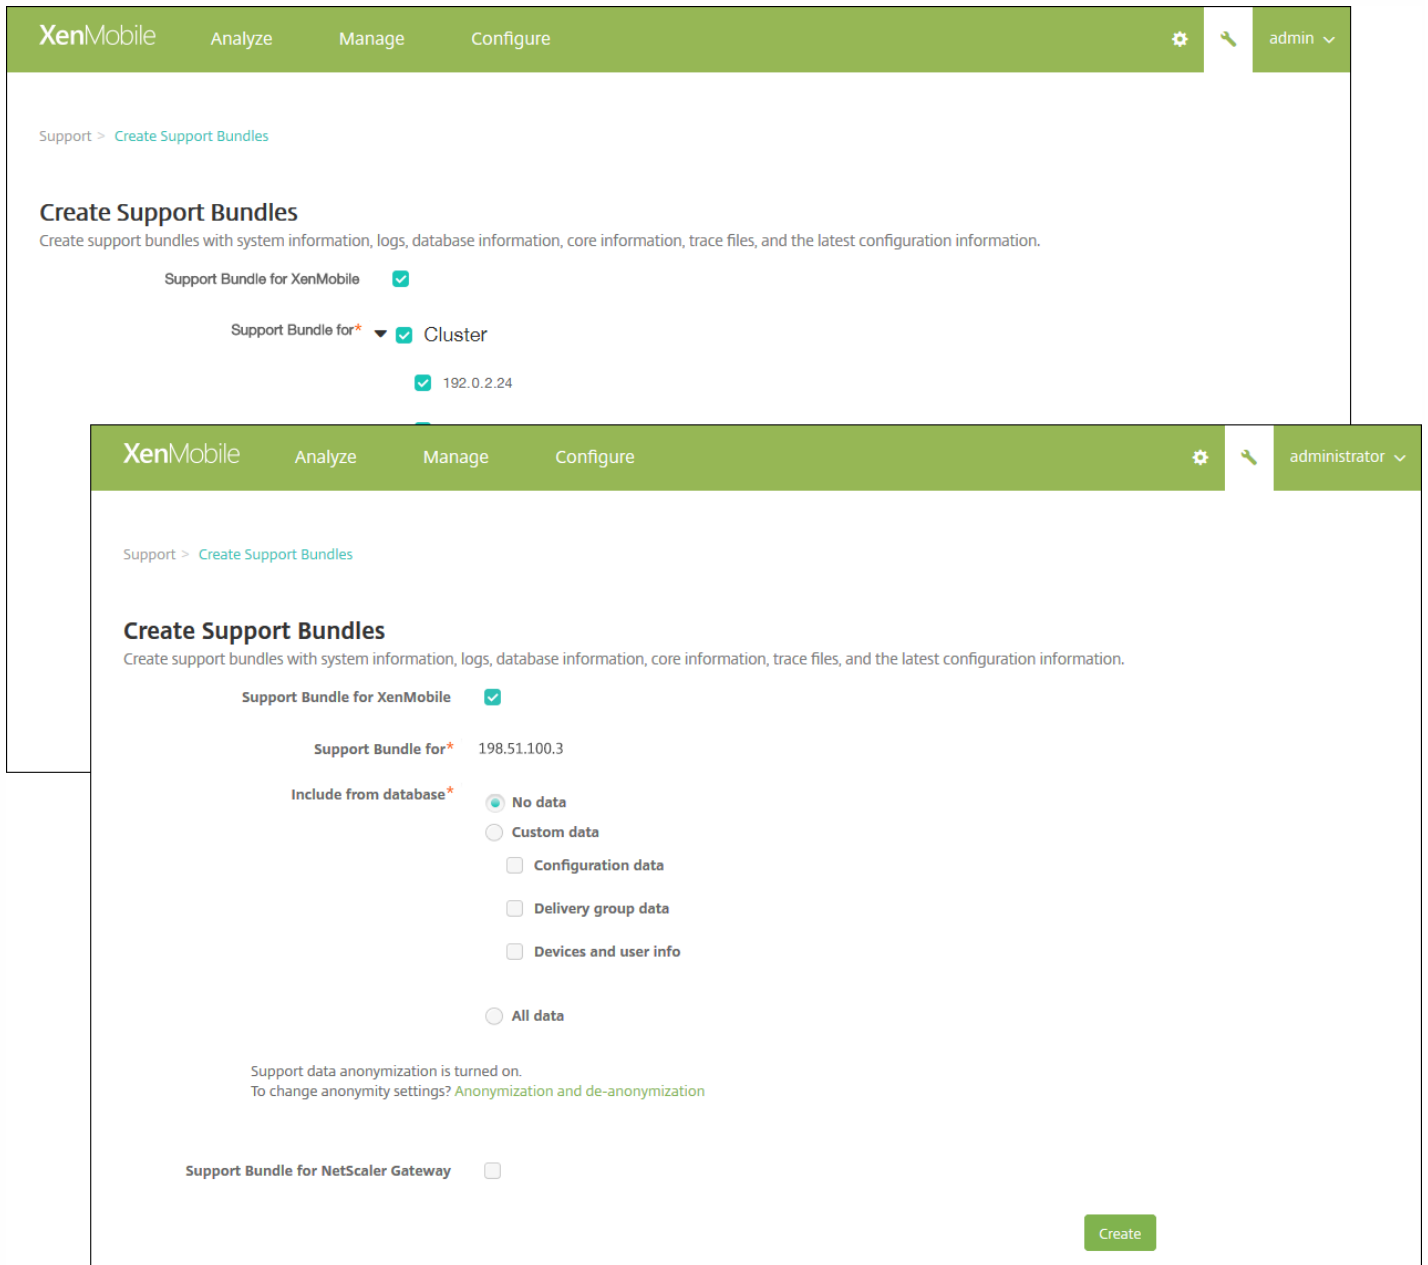 XenMobile Analyze Manage Configure admin
Support > Create Support Bundles
Create Support Bundles
Create support bundles with system information, logs, database information, core information, trace files, and the latest configuration information.
Support Bundle for XenMobile
Support Bundle for* Cluster
192.0.2.24
XenMobile Analyze Manage Configure administrator
Support > Create Support Bundles
Create Support Bundles
Create support bundles with system information, logs, database information, core information, trace files, and the latest configuration information.
Support Bundle for XenMobile
Support Bundle for* 198.51.100.3
Include from database* No data
Custom data
Configuration data
Delivery group data
Devices and user info
All data
Support data anonymization is turned on.
To change anonymity settings? Anonymization and de-anonymization
Support Bundle for NetScaler Gateway
Create